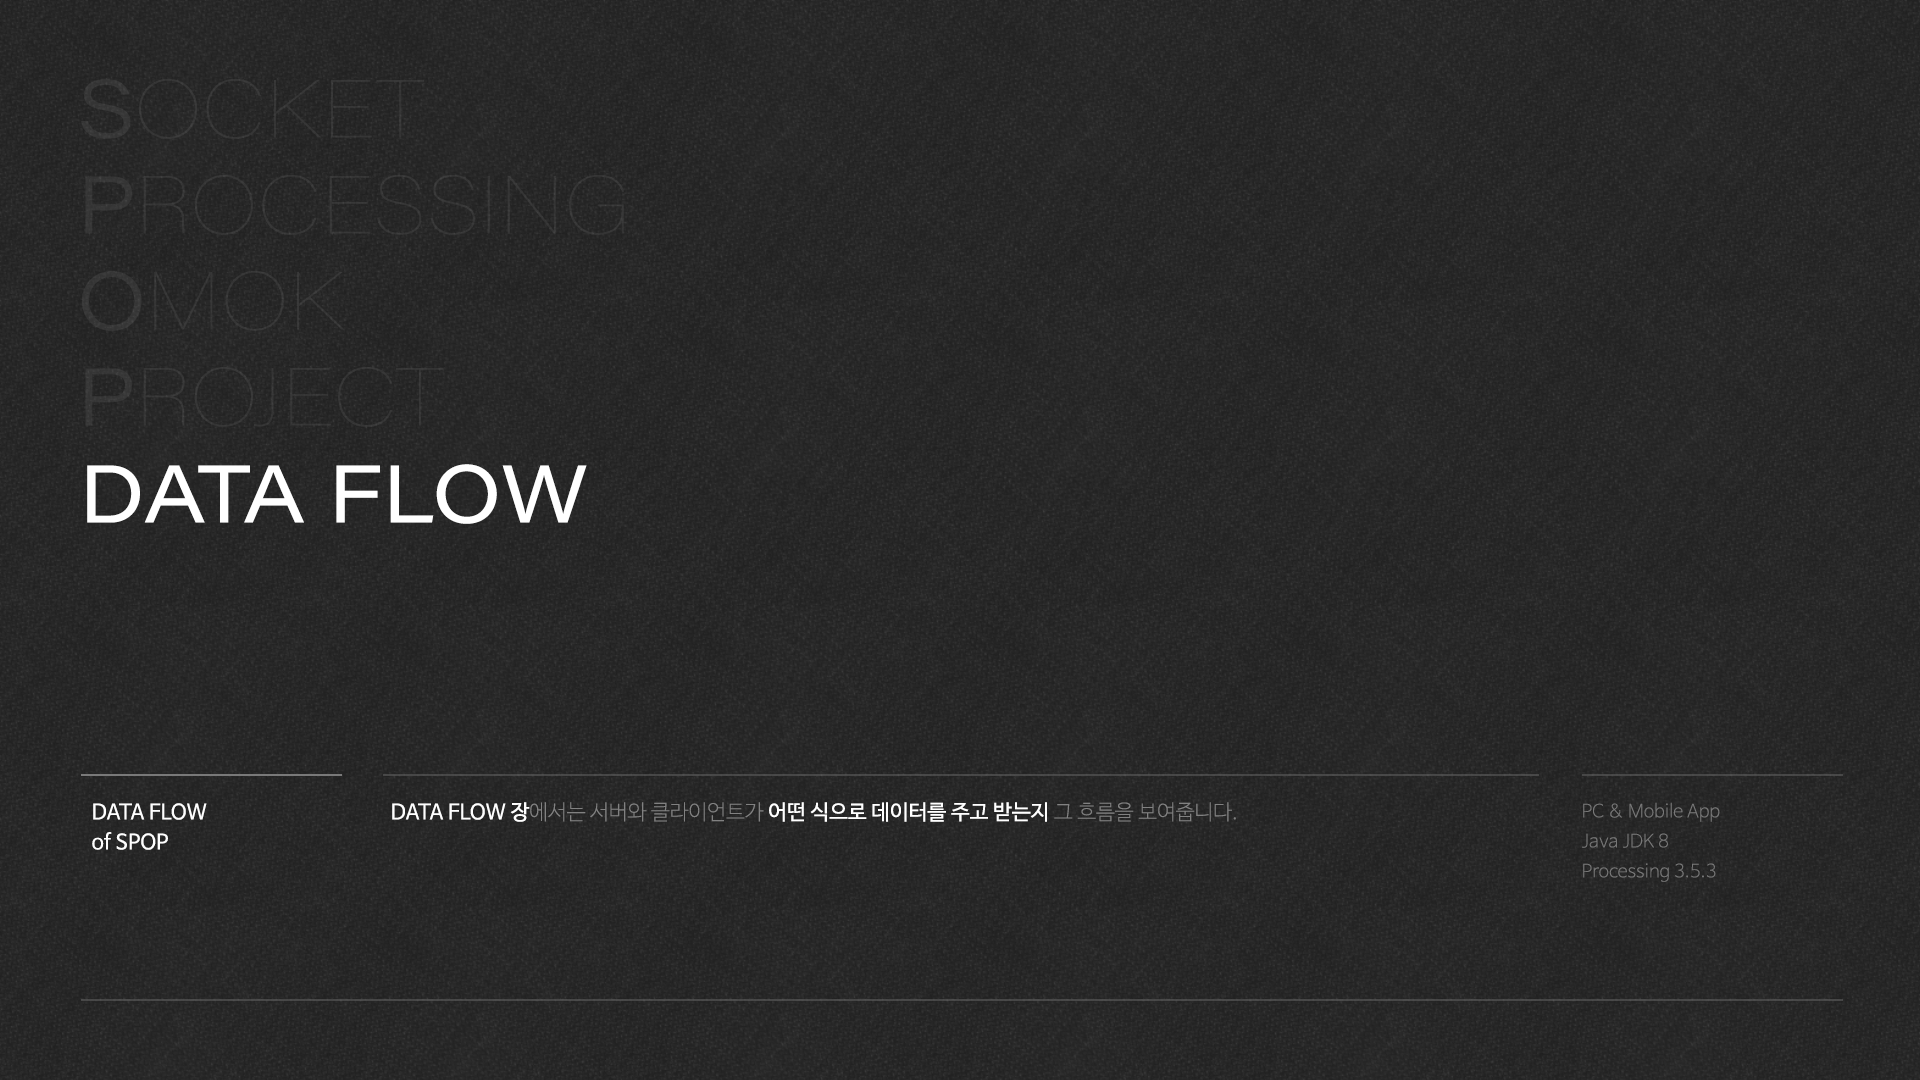 SOCKET
PROCESSING
OMOK
PROJECT
DATA FLOW
DATA FLOW
of SPOP
DATA FLOW 장에서는 서버와 클라이언트가 어떤 식으로 데이터를 주고 받는지 그 흐름을 보여줍니다.
PC & Mobile App
Java JDK 8
Processing 3.5.3